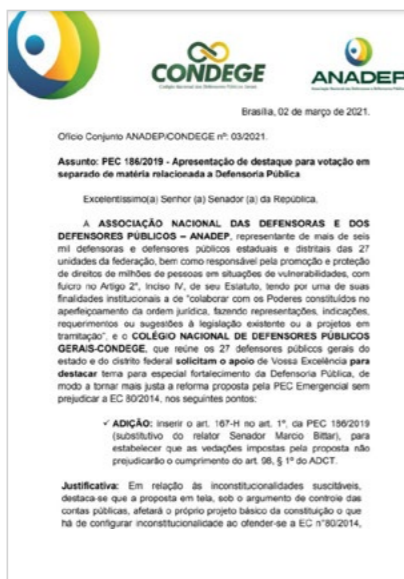 CONDEGE
Colégio Nacional dos Defensores Públicos Gerais
ANADEP
Associação Nacional das Defensoras e Defensores Públicos
Brasília, 02 de março de 2021.
Ofício Conjunto ANADEP/CONDEGE nº: 03/2021.
Assunto: PEC 186/2019 - Apresentação de destaque para votação em
separado de matéria relacionada a Defensoria Pública
Excelentíssimo(a) Senhor (a) Senador (a) da República,
A ASSOCIAÇÃO NACIONAL DAS DEFENSORAS E DOS
DEFENSORES PÚBLICOS – ANADEP, representante de mais de seis
mil defensoras e defensores públicos estaduais e distritais das 27
unidades da federação, bem como responsável pela promoção e proteção
de direitos de milhões de pessoas em situações de vulnerabilidades, com
fulcro no Artigo 2º, Inciso IV, de seu Estatuto, tendo por uma de suas
finalidades institucionais a de "colaborar com os Poderes constituídos no
aperfeiçoamento da ordem jurídica, fazendo representações, indicações,
requerimentos ou sugestões à legislação existente ou a projetos em
tramitação", e o COLÉGIO NACIONAL DE DEFENSORES PÚBLICOS
GERAIS-CONDEGE, que reúne os 27 defensores públicos gerais do
estado e do distrito federal solicitam o apoio de Vossa Excelência para
destacar tema para especial fortalecimento da Defensoria Pública, de
modo a tornar mais justa a reforma proposta pela PEC Emergencial sem
prejudicar a EC 80/2014, nos seguintes pontos:
✓ ADIÇÃO: inserir o art. 167-H no art. 1º, da PEC 186/2019
(substitutivo do relator Senador Marcio Bittar), para
estabelecer que as vedações impostas pela proposta não
prejudicarão o cumprimento do art. 98, § 1º do ADCT.
Justificativa: Em relação às inconstitucionalidades suscitáveis,
destaca-se que a proposta em tela, sob o argumento de controle das
contas públicas, afetará o próprio projeto básico da constituição o que
há de configurar inconstitucionalidade ao ofender-se a EC n°80/2014,